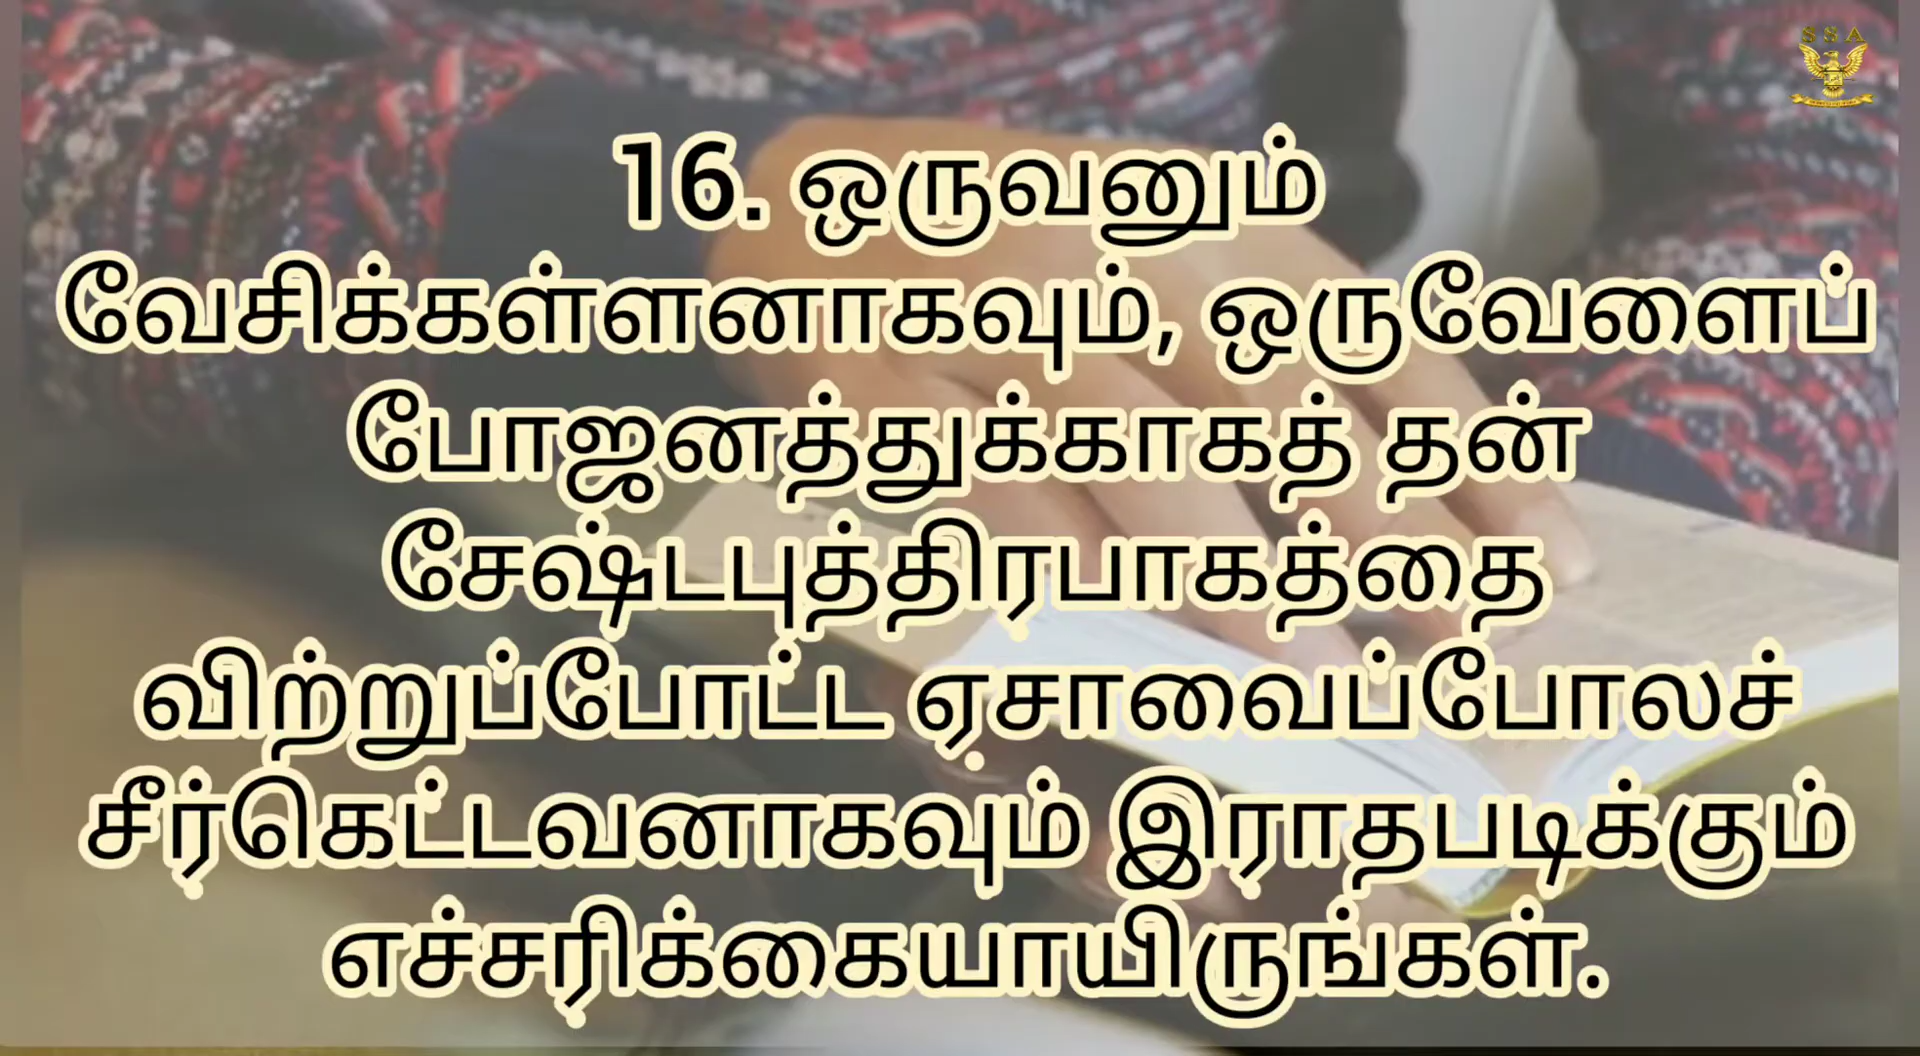 S S A
16. ஒருவனும்
வேசிக்கள்ளனாகவும், ஒருவேளைப்
போஜனத்துக்காகத் தன்
சேஷ்டபுத்திரபாகத்தை
விற்றுப்போட்ட ஏசாவைப்போலச்
சீர்கெட்டவனாகவும் இராதபடிக்கும்
எச்சரிக்கையாயிருங்கள்.